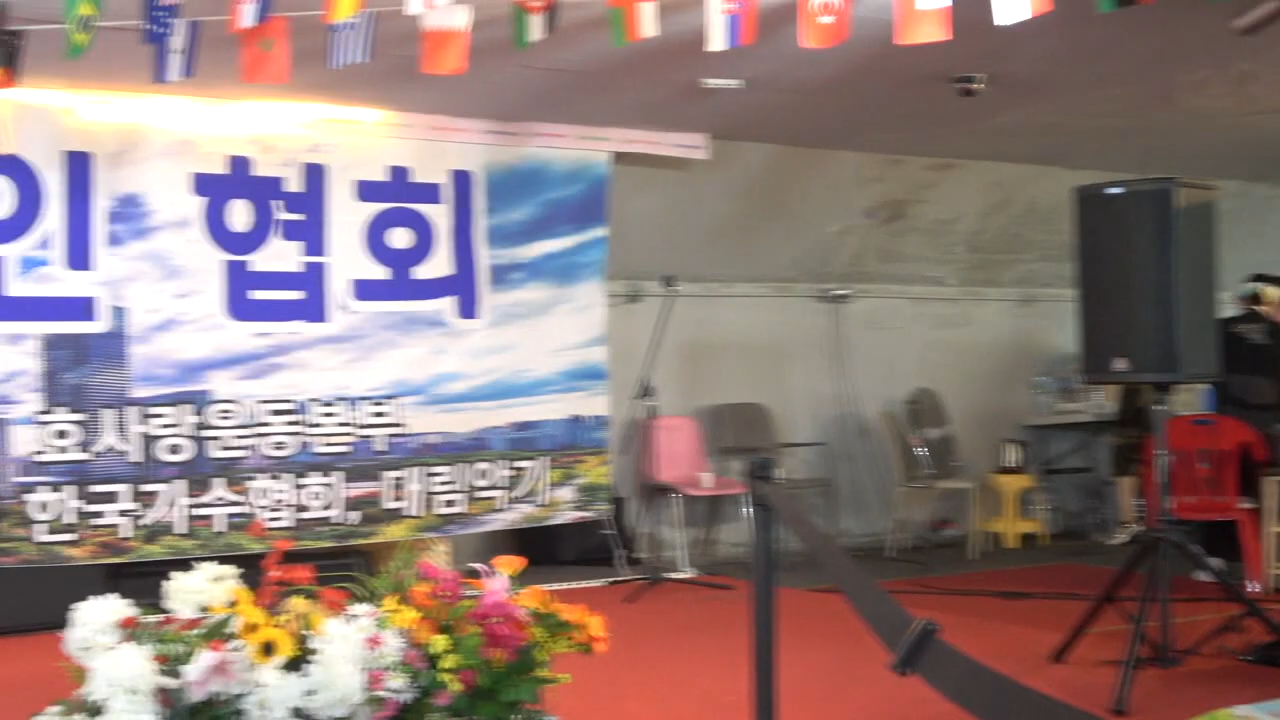 인 협회
효사랑운동본부
한국가수협회, 대림악기